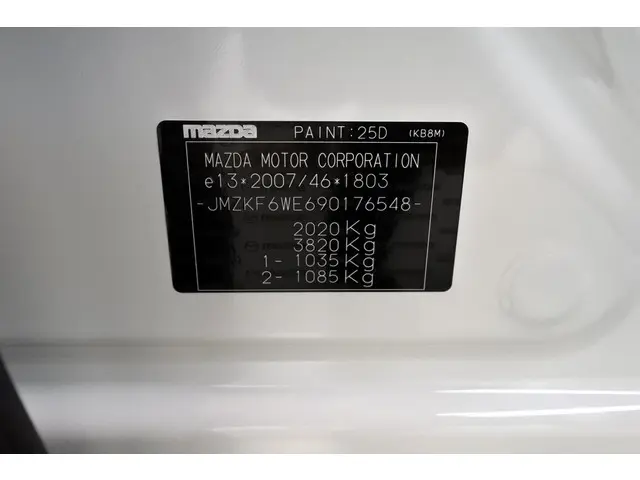 mazda PAINT:25D (KB8M)
MAZDA MOTOR CORPORATION
e13*2007/46*1803
-JMZKF6WE690176548-
2020Kg
3820Kg
1- 1035Kg
2- 1085Kg